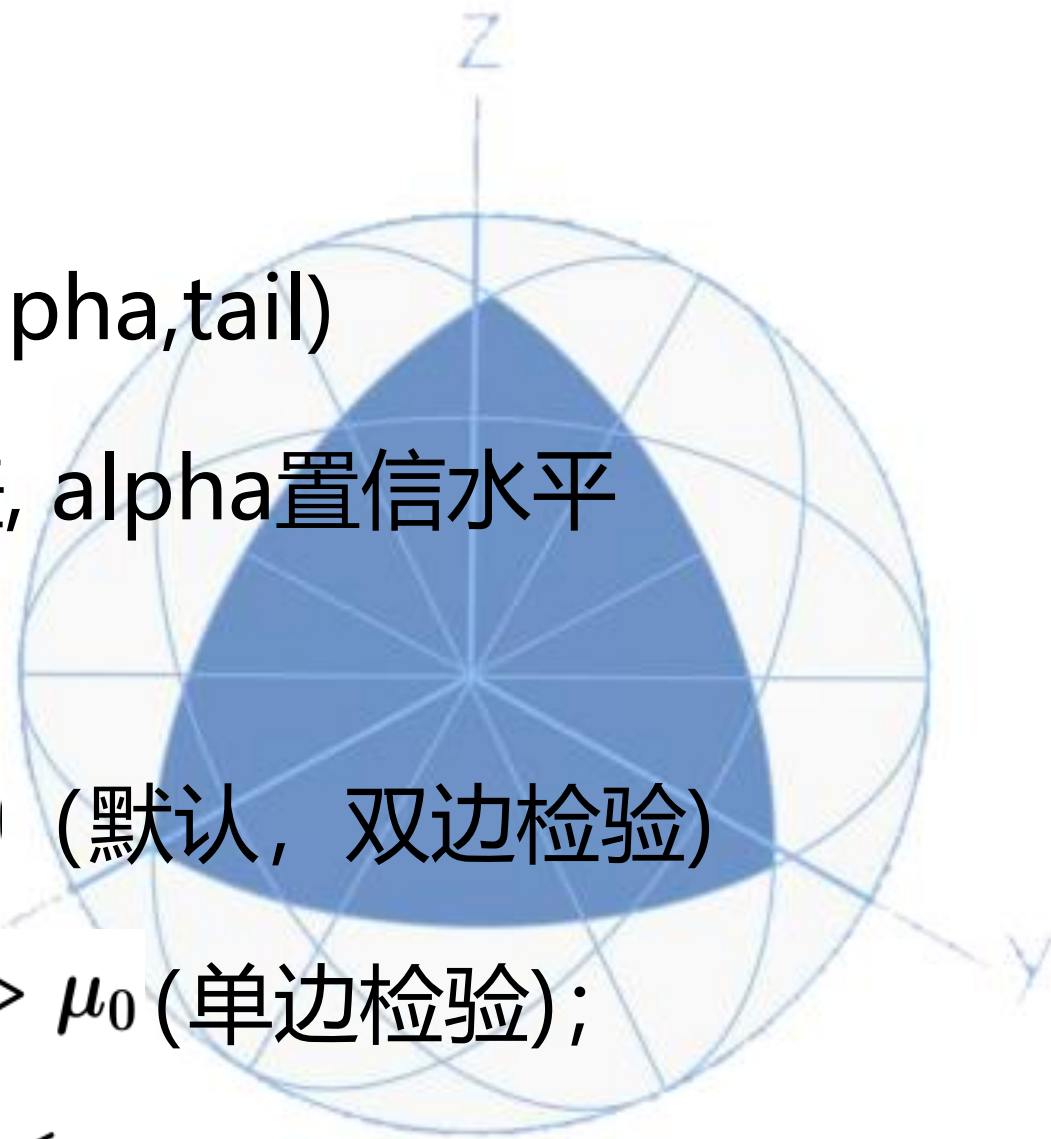 Z
pha,tail)
, alpha置信水平
(默认，双边检验)
> μ₀ (单边检验);
y